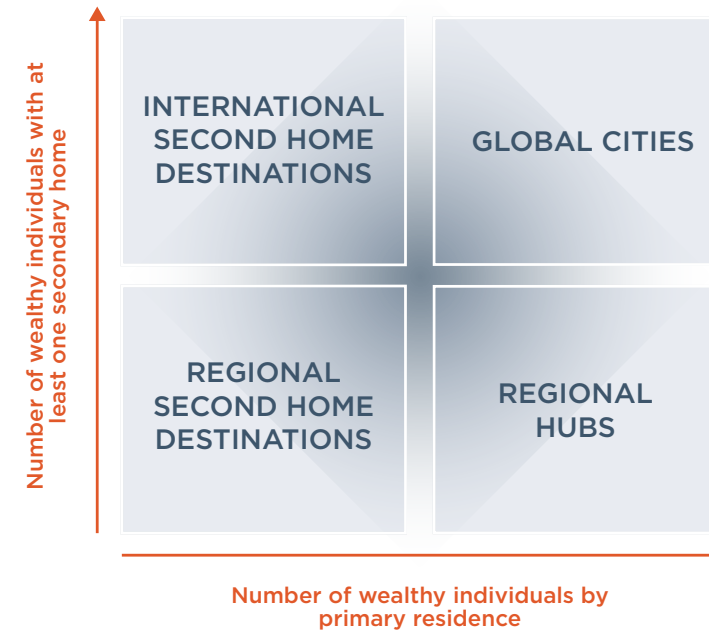 Number of wealthy individuals with at
least one secondary home
INTERNATIONAL
SECOND HOME
DESTINATIONS
GLOBAL CITIES
REGIONAL
SECOND HOME
DESTINATIONS
REGIONAL
HUBS
Number of wealthy individuals by
primary residence